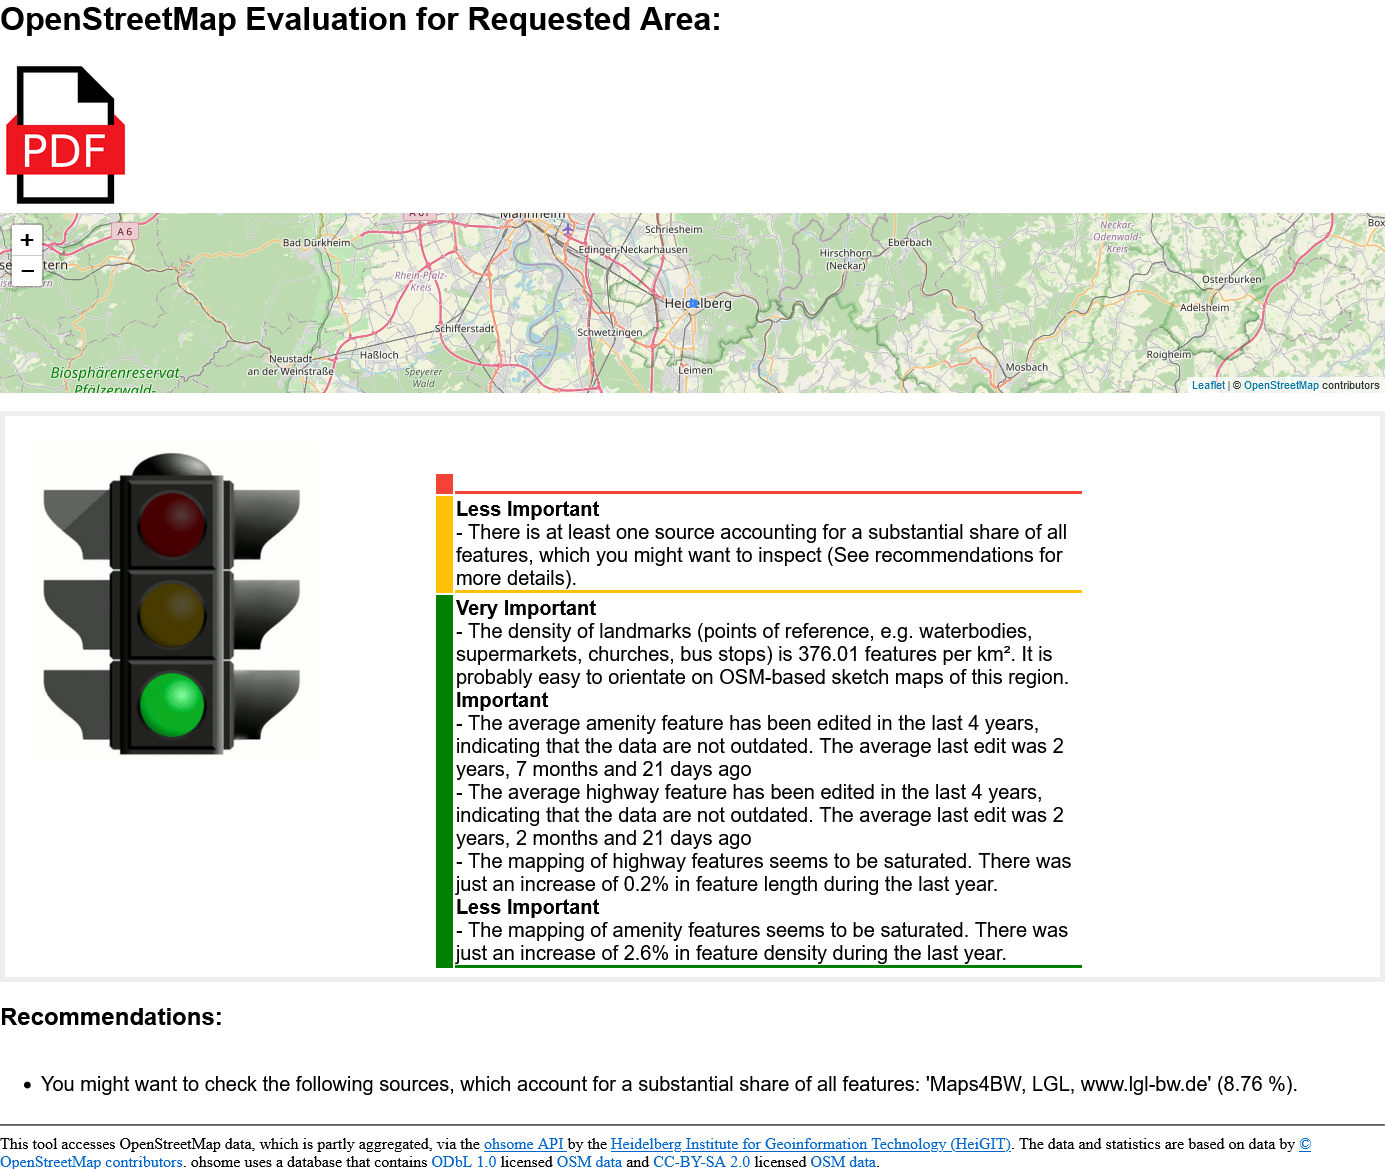 OpenStreetMap Evaluation for Requested Area:
PDF
+
−
A 6
Bad Dürkheim
Mannheim
Schriesheim
Edingen-Neckarhausen
Hirschhorn
(Neckar)
Eberbach
Neckar-
Odenwald-
Kreis
Box
Rhein-Pfalz-
Kreis
Osterburken
Adelsheim
Heidelberg
Schifferstadt
Schwetzingen
Neustadt
an der Weinstraße
Haßloch
Speyerer
Wald
Leimen
Mosbach
Roigheim
Biosphärenreservat
Pfälzerwald-
Leaflet | © OpenStreetMap contributors
Less Important
- There is at least one source accounting for a substantial share of all
features, which you might want to inspect (See recommendations for
more details).
Very Important
- The density of landmarks (points of reference, e.g. waterbodies,
supermarkets, churches, bus stops) is 376.01 features per km². It is
probably easy to orientate on OSM-based sketch maps of this region.
Important
- The average amenity feature has been edited in the last 4 years,
indicating that the data are not outdated. The average last edit was 2
years, 7 months and 21 days ago
- The average highway feature has been edited in the last 4 years,
indicating that the data are not outdated. The average last edit was 2
years, 2 months and 21 days ago
- The mapping of highway features seems to be saturated. There was
just an increase of 0.2% in feature length during the last year.
Less Important
- The mapping of amenity features seems to be saturated. There was
just an increase of 2.6% in feature density during the last year.
Recommendations:
• You might want to check the following sources, which account for a substantial share of all features: 'Maps4BW, LGL, www.lgl-bw.de' (8.76 %).
This tool accesses OpenStreetMap data, which is partly aggregated, via the ohsome API by the Heidelberg Institute for Geoinformation Technology (HeiGIT). The data and statistics are based on data by ©
OpenStreetMap contributors. ohsome uses a database that contains ODbL 1.0 licensed OSM data and CC-BY-SA 2.0 licensed OSM data.